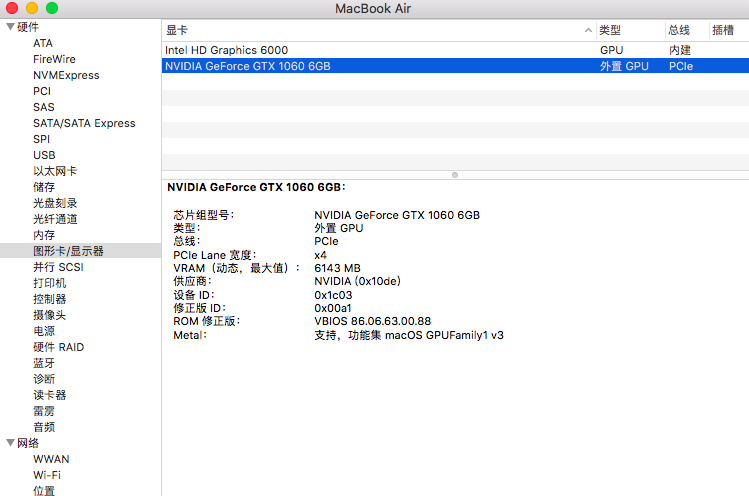 MacBook Air
硬件
ATA
FireWire
NVMExpress
PCI
SAS
SATA/SATA Express
SPI
USB
以太网卡
储存
光盘刻录
光纤通道
内存
图形卡/显示器
并行 SCSI
打印机
控制器
摄像头
电源
硬件 RAID
蓝牙
诊断
读卡器
雷雳
音频
网络
WWAN
Wi-Fi
位置
显卡 类型 总线 插槽
Intel HD Graphics 6000 GPU 内建
NVIDIA GeForce GTX 1060 6GB 外置 GPU PCIe
NVIDIA GeForce GTX 1060 6GB：
芯片组型号： NVIDIA GeForce GTX 1060 6GB
类型： 外置 GPU
总线： PCIe
PCIe Lane 宽度： x4
VRAM（动态，最大值）： 6143 MB
供应商： NVIDIA (0x10de)
设备 ID： 0x1c03
修正版 ID： 0x00a1
ROM 修正版： VBIOS 86.06.63.00.88
Metal： 支持，功能集 macOS GPUFamily1 v3